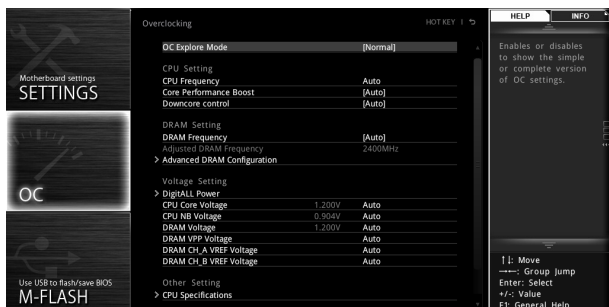 Overclocking
HOT KEY
HELP
INFO
Motherboard settings
SETTINGS
OC
Use USB to flash/save BIOS
M-FLASH
OC Explore Mode [Normal]
CPU Setting
CPU Frequency Auto
Core Performance Boost [Auto]
Downcore control [Auto]
DRAM Setting
DRAM Frequency [Auto]
Adjusted DRAM Frequency 2400MHz
> Advanced DRAM Configuration
Voltage Setting
> DigitALL Power
CPU Core Voltage 1.200V Auto
CPU NB Voltage 0.904V Auto
DRAM Voltage 1.200V Auto
DRAM VPP Voltage Auto
DRAM CH_A VREF Voltage Auto
DRAM CH_B VREF Voltage Auto
Other Setting
> CPU Specifications
Enables or disables
to show the simple
or complete version
of OC settings.
↑↓: Move
→←: Group Jump
Enter: Select
+/-: Value
F1: General Help